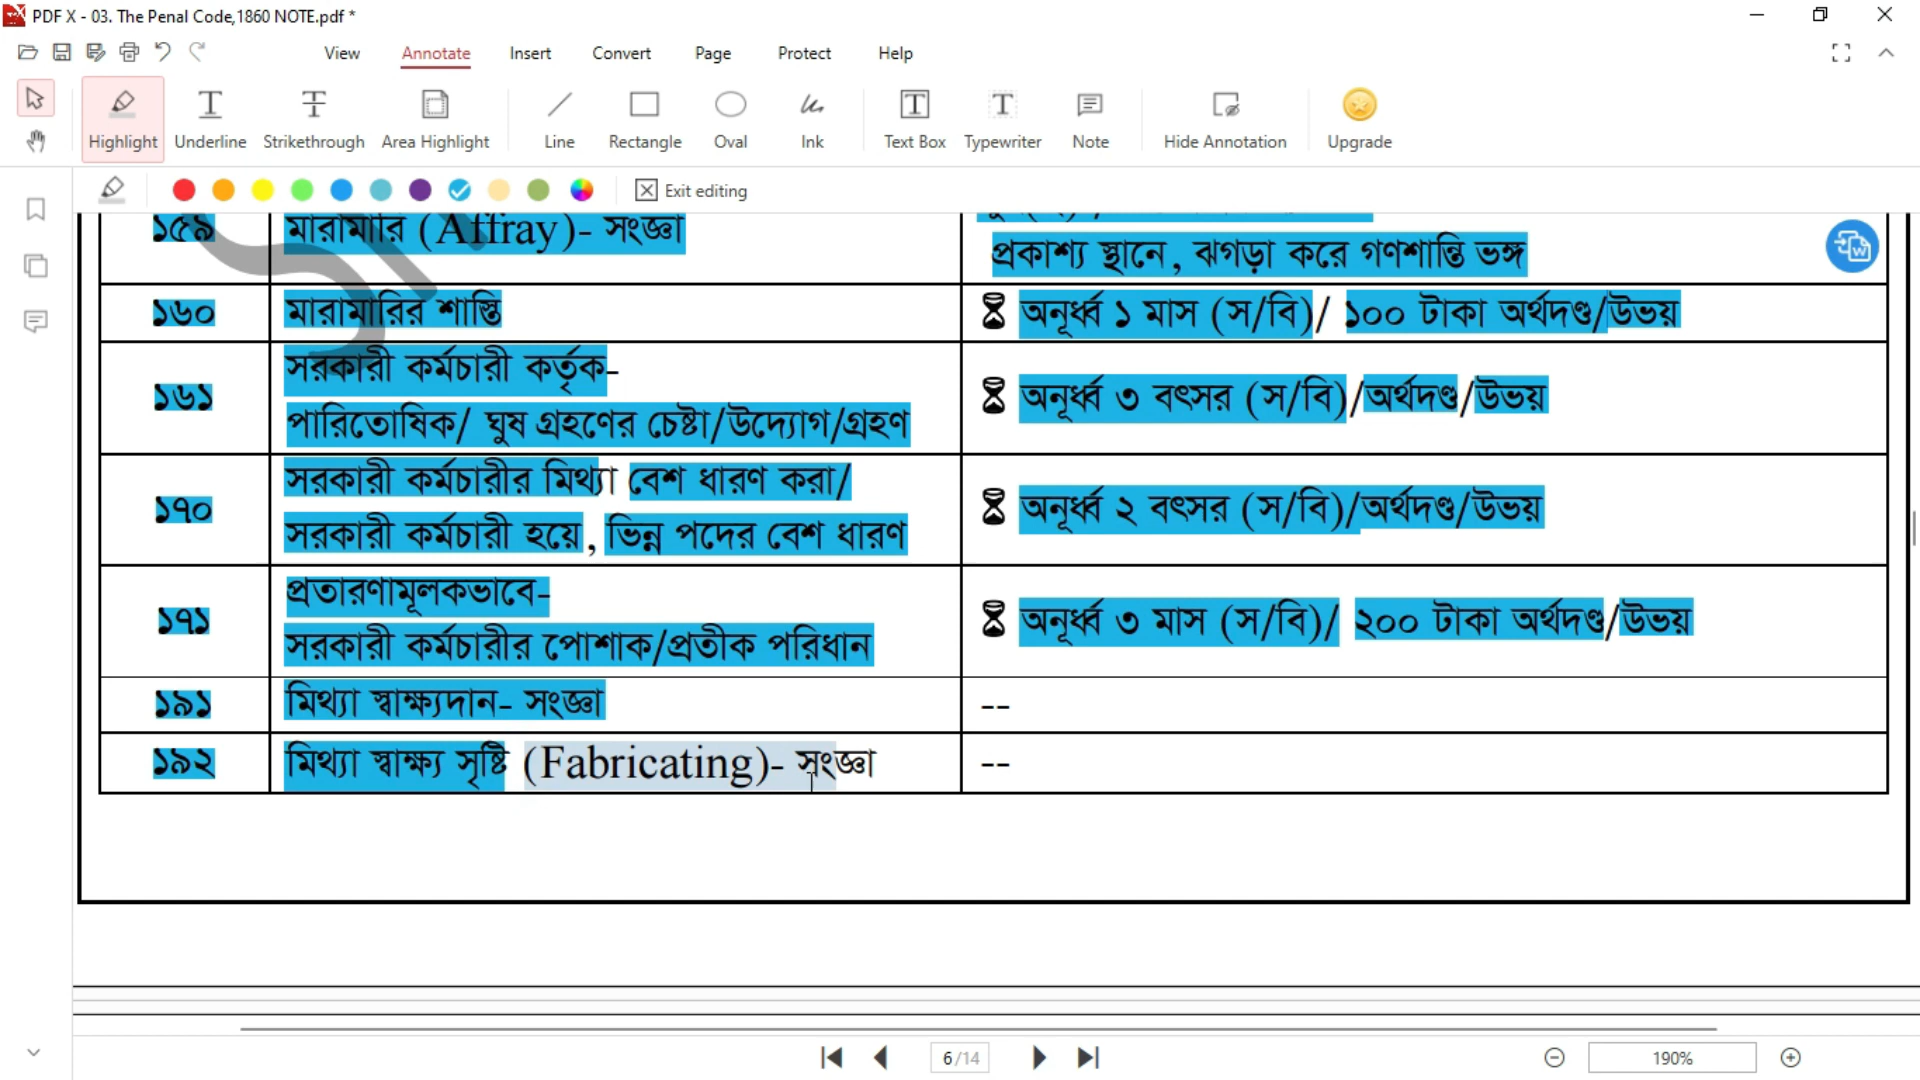 PDF X - 03. The Penal Code,1860 NOTE.pdf *
View Annotate Insert Convert Page Protect Help
Highlight Underline Strikethrough Area Highlight Line Rectangle Oval Ink Text Box Typewriter Note Hide Annotation Upgrade
Exit editing
১৫৯ মারামারি (Affray)- সংজ্ঞা
প্রকাশ্য স্থানে, ঝগড়া করে গণশান্তি ভঙ্গ
১৬০ মারামারির শাস্তি অনূর্ধ্ব ১ মাস (স/বি)/ ১০০ টাকা অর্থদণ্ড/উভয়
সরকারী কর্মচারী কর্তৃক-
১৬১ অনূর্ধ্ব ৩ বৎসর (স/বি)/অর্থদণ্ড/উভয়
পারিতোষিক/ ঘুষ গ্রহণের চেষ্টা/উদ্যোগ/গ্রহণ
সরকারী কর্মচারীর মিথ্যা বেশ ধারণ করা/
১৭০ অনূর্ধ্ব ২ বৎসর (স/বি)/অর্থদণ্ড/উভয়
সরকারী কর্মচারী হয়ে, ভিন্ন পদের বেশ ধারণ
প্রতারণামূলকভাবে-
১৭১ অনূর্ধ্ব ৩ মাস (স/বি)/ ২০০ টাকা অর্থদণ্ড/উভয়
সরকারী কর্মচারীর পোশাক/প্রতীক পরিধান
১৯১ মিথ্যা স্বাক্ষ্যদান- সংজ্ঞা --
১৯২ মিথ্যা স্বাক্ষ্য সৃষ্টি (Fabricating)- সংজ্ঞা --
6 /14 190%